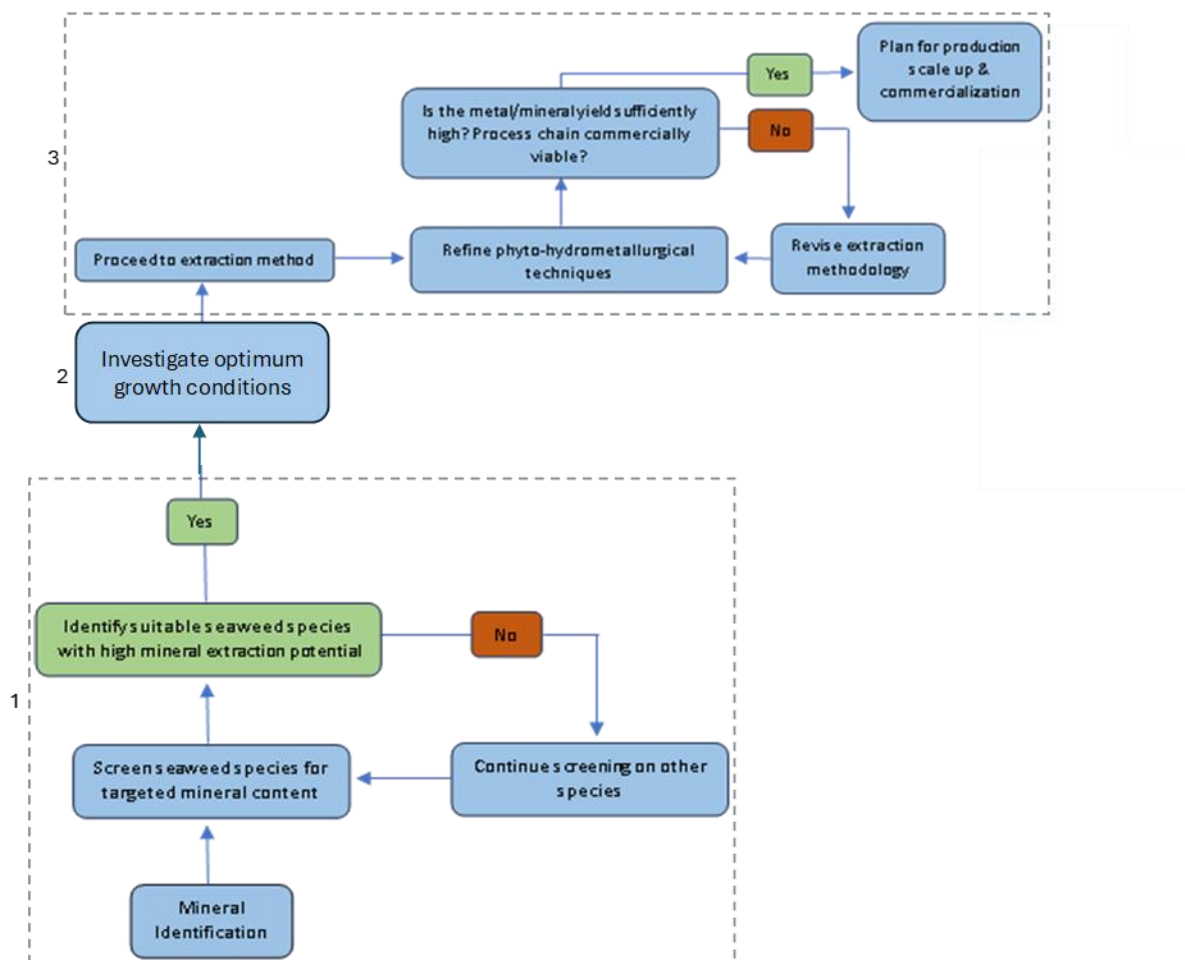 Plan for production
scale up &
commercialization
Yes
Is the metal/mineral yield sufficiently
high? Process chain commercially
viable?
No
3
Proceed to extraction method
Refine phyto-hydrometallurgical
techniques
Revise extraction
methodology
2
Investigate optimum
growth conditions
Yes
Identify suitable seaweed species
with high mineral extraction potential
No
1
Screen seaweed species for
targeted mineral content
Continue screening on other
species
Mineral
Identification